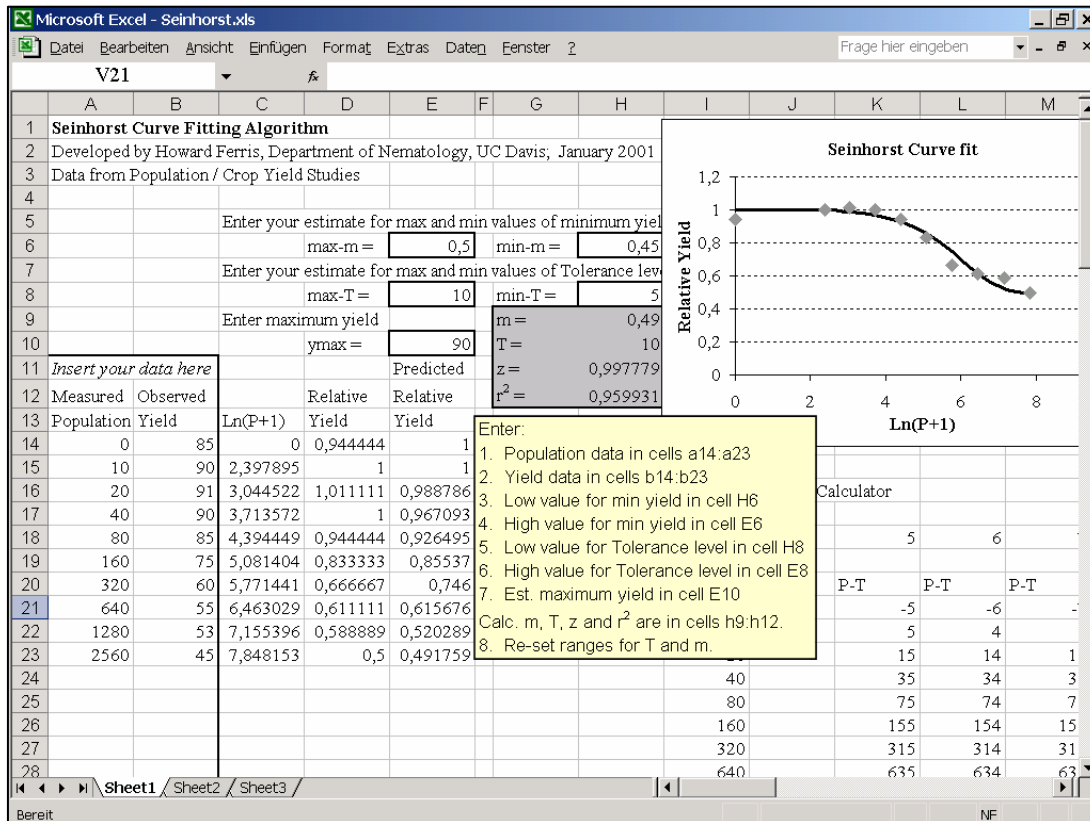 Microsoft Excel - Seinhorst.xls
Datei Bearbeiten Ansicht Einfügen Format Extras Daten Fenster ? Frage hier eingeben
V21 fx
A B C D E F G H I J K L M
1 Seinhorst Curve Fitting Algorithm
2 Developed by Howard Ferris, Department of Nematology, UC Davis; January 2001
3 Data from Population / Crop Yield Studies
4
5 Enter your estimate for max and min values of minimum yiel
6 max-m = 0,5 min-m = 0,45
7 Enter your estimate for max and min values of Tolerance leve
8 max-T = 10 min-T = 5
9 Enter maximum yield m = 0,49
10 ymax = 90 T = 10
11 Insert your data here Predicted z = 0,997779
12 Measured Observed Relative Relative r² = 0,959931
13 Population Yield Ln(P+1) Yield Yield
14 0 85 0 0,944444 1
15 10 90 2,397895 1 1
16 20 91 3,044522 1,011111 0,988786 Calculator
17 40 90 3,713572 1 0,967093
18 80 85 4,394449 0,944444 0,926495 5 6
19 160 75 5,081404 0,833333 0,85537
20 320 60 5,771441 0,666667 0,746 P-T P-T P-T
21 640 55 6,463029 0,611111 0,615676 -5 -6
22 1280 53 7,155396 0,588889 0,520289 5 4
23 2560 45 7,848153 0,5 0,491759 15 14 1
24 40 35 34 3
25 80 75 74 7
26 160 155 154 15
27 320 315 314 31
28 640 635 634 63
Seinhorst Curve fit
Relative Yield
1,2
1
0,8
0,6
0,4
0,2
0
0 2 4 6 8
Ln(P+1)
Enter:
1. Population data in cells a14:a23
2. Yield data in cells b14:b23
3. Low value for min yield in cell H6
4. High value for min yield in cell E6
5. Low value for Tolerance level in cell H8
6. High value for Tolerance level in cell E8
7. Est. maximum yield in cell E10
Calc. m, T, z and r² are in cells h9:h12.
8. Re-set ranges for T and m.
Sheet1 / Sheet2 / Sheet3 /
Bereit NF